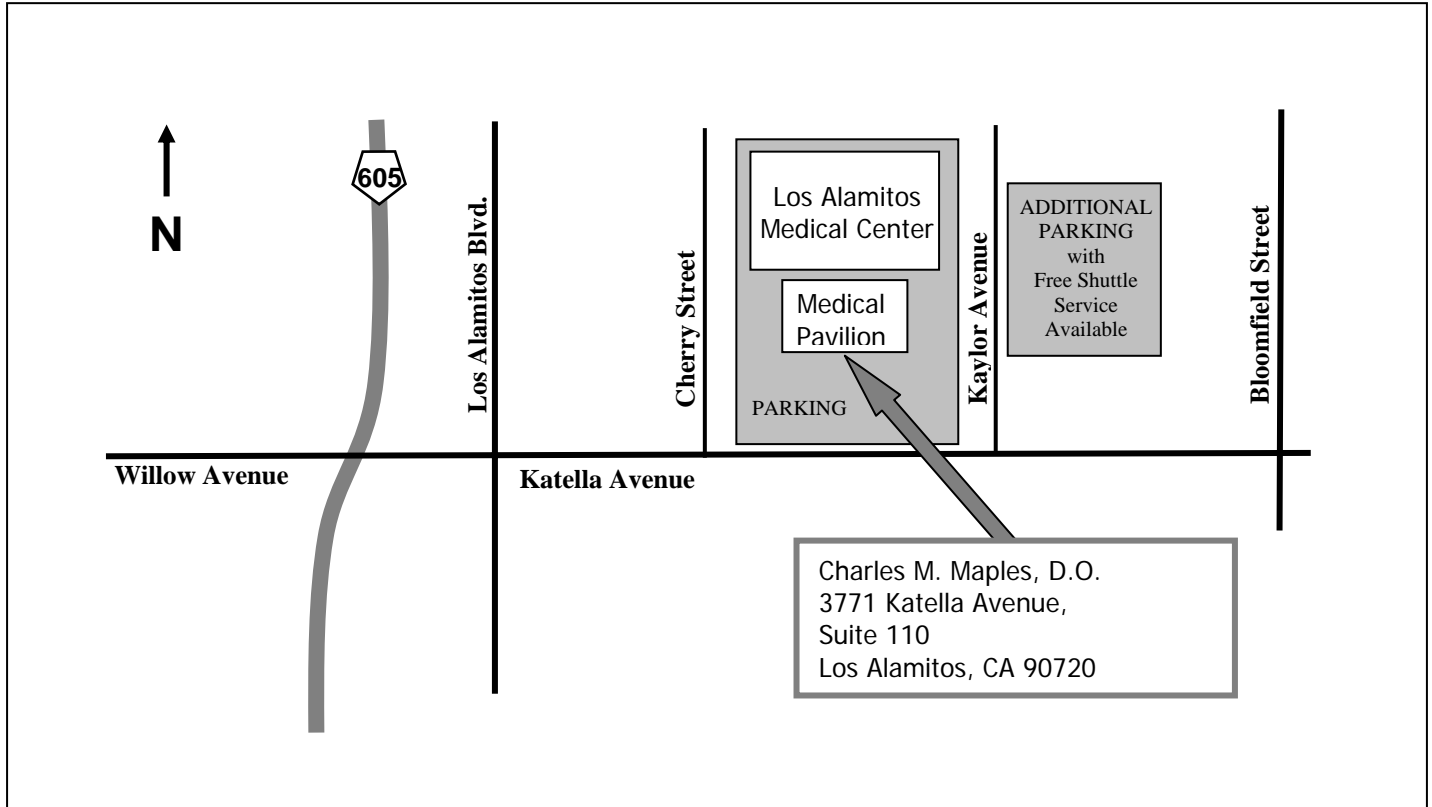 N
605
Los Alamitos Blvd.
Cherry Street
Los Alamitos
Medical Center
Medical
Pavilion
PARKING
Kaylor Avenue
ADDITIONAL
PARKING
with
Free Shuttle
Service
Available
Bloomfield Street
Willow Avenue
Katella Avenue
Charles M. Maples, D.O.
3771 Katella Avenue,
Suite 110
Los Alamitos, CA 90720